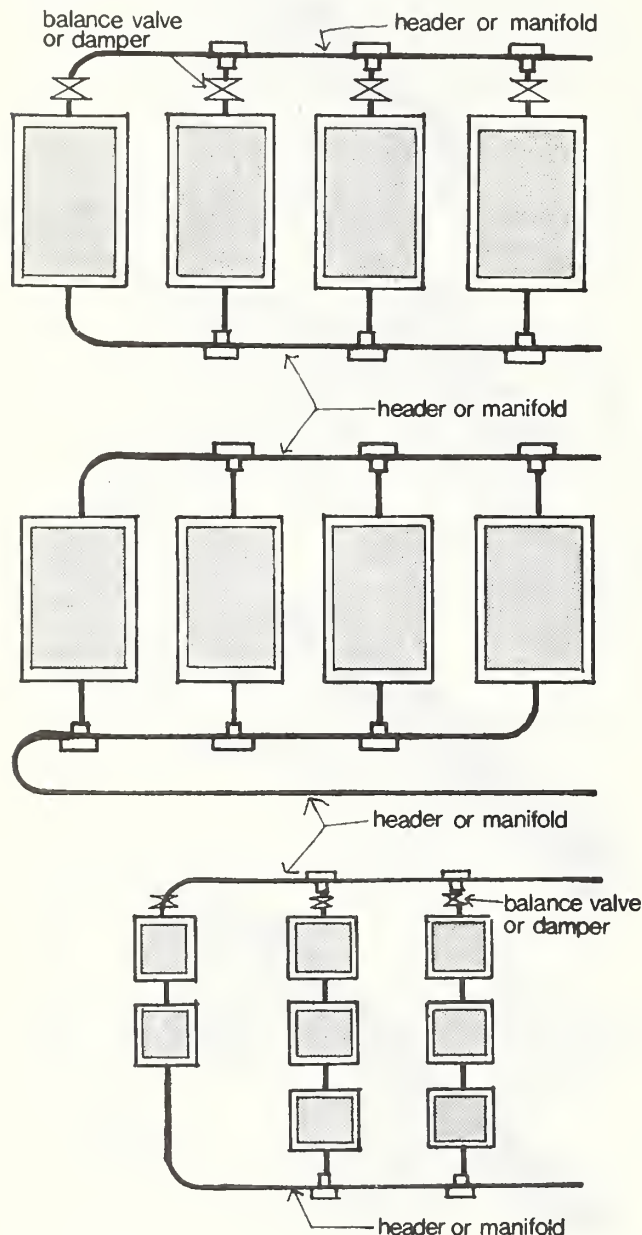 balance valve
or damper
header or manifold
header or manifold
header or manifold
balance valve
or damper
header or manifold